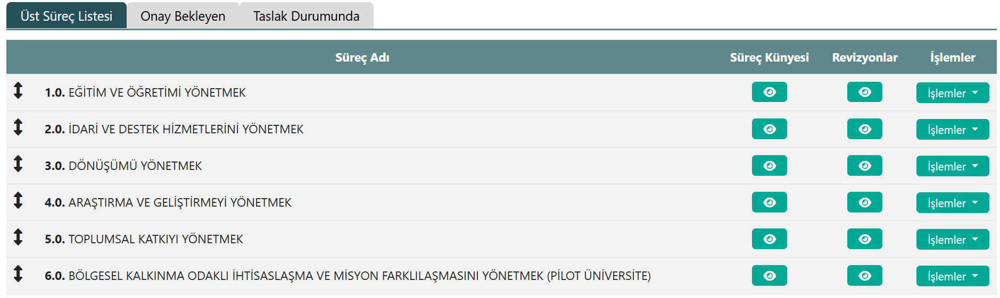 Üst Süreç Listesi Onay Bekleyen Taslak Durumunda
Süreç Adı Süreç Künyesi Revizyonlar İşlemler
1.0. EĞİTİM VE ÖĞRETİMİ YÖNETMEK İşlemler
2.0. İDARİ VE DESTEK HİZMETLERİNİ YÖNETMEK İşlemler
3.0. DÖNÜŞÜMÜ YÖNETMEK İşlemler
4.0. ARAŞTIRMA VE GELİŞTİRMEYİ YÖNETMEK İşlemler
5.0. TOPLUMSAL KATKIYI YÖNETMEK İşlemler
6.0. BÖLGESEL KALKINMA ODAKLI İHTİSASLAŞMA VE MİSYON FARKLILAŞMASINI YÖNETMEK (PİLOT ÜNİVERSİTE) İşlemler